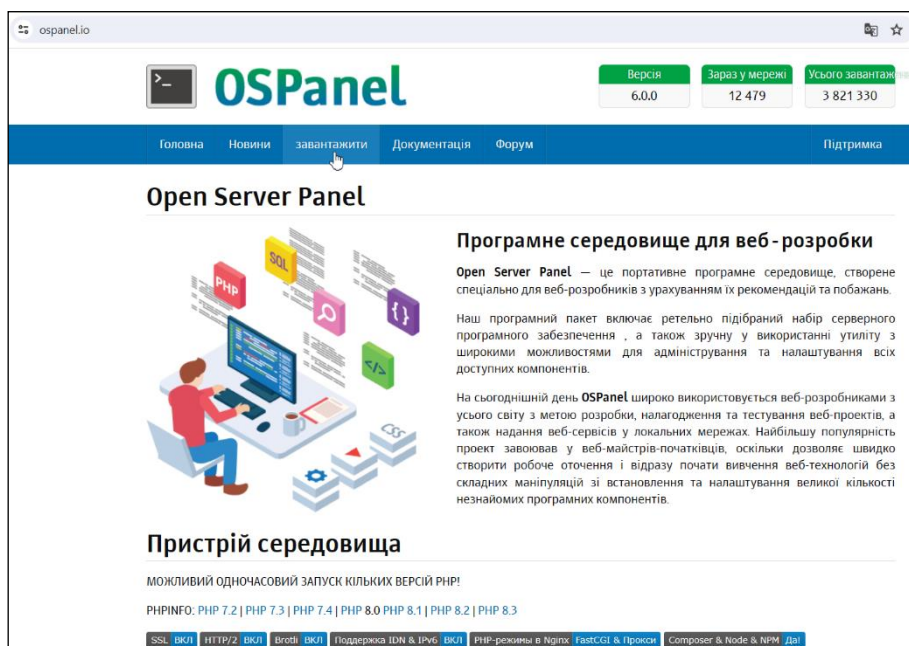 ospanel.io
>_ OSPanel
Версія Зараз у мережі Усього завантажень
6.0.0 12 479 3 821 330
Головна Новини завантажити Документація Форум Підтримка
Open Server Panel
SQL
PHP
{ }
</>
CSS
Програмне середовище для веб-розробки
Open Server Panel — це портативне програмне середовище, створене
спеціально для веб-розробників з урахуванням їх рекомендацій та побажань.
Наш програмний пакет включає ретельно підібраний набір серверного
програмного забезпечення , а також зручну у використанні утиліту з
широкими можливостями для адміністрування та налаштування всіх
доступних компонентів.
На сьогоднішній день OSPanel широко використовується веб-розробниками з
усього світу з метою розробки, налагодження та тестування веб-проектів, а
також надання веб-сервісів у локальних мережах. Найбільшу популярність
проект завоював у веб-майстрів-початківців, оскільки дозволяє швидко
створити робоче оточення і відразу почати вивчення веб-технологій без
складних маніпуляцій зі встановлення та налаштування великої кількості
незнайомих програмних компонентів.
Пристрій середовища
МОЖЛИВИЙ ОДНОЧАСОВИЙ ЗАПУСК КІЛЬКИХ ВЕРСІЙ PHP!
PHPINFO: PHP 7.2 | PHP 7.3 | PHP 7.4 | PHP 8.0 PHP 8.1 | PHP 8.2 | PHP 8.3
SSL ВКЛ HTTP/2 ВКЛ Brotli ВКЛ Поддержка IDN & IPv6 ВКЛ PHP-режимы в Nginx FastCGI & Прокси Composer & Node & NPM Да!